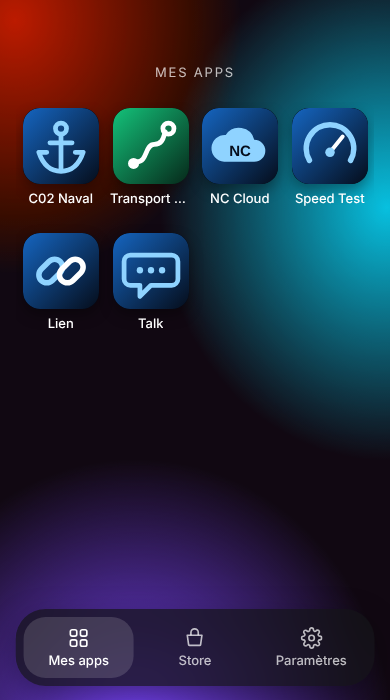 MES APPS
NC
C02 Naval
Transport ...
NC Cloud
Speed Test
Lien
Talk
Mes apps
Store
Paramètres